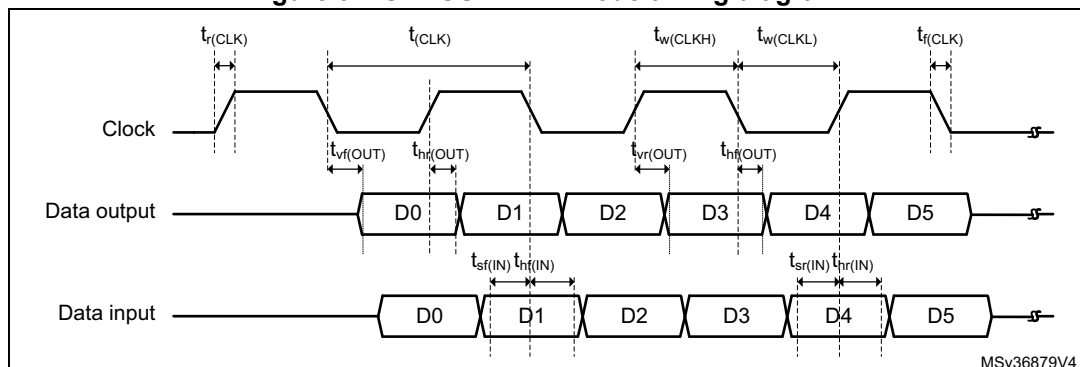 t_r(CLK) t_(CLK) t_w(CLKH) t_w(CLKL) t_f(CLK)
Clock
t_vf(OUT) t_hr(OUT) t_vr(OUT) t_hf(OUT)
Data output D0 D1 D2 D3 D4 D5
t_sf(IN) t_hf(IN) t_sr(IN) t_hr(IN)
Data input D0 D1 D2 D3 D4 D5
MSv36879V4